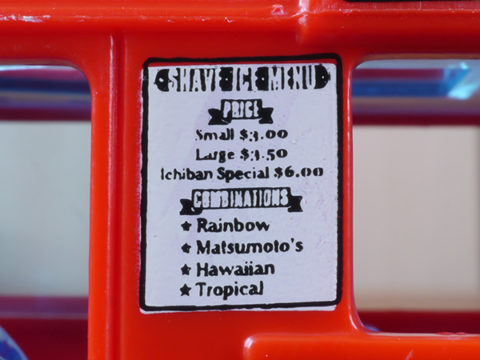 SHAVE ICE MENU
PRICE
Small $3.00
Large $3.50
Ichiban Special $6.00
COMBINATIONS
★ Rainbow
★ Matsumoto's
★ Hawaiian
★ Tropical